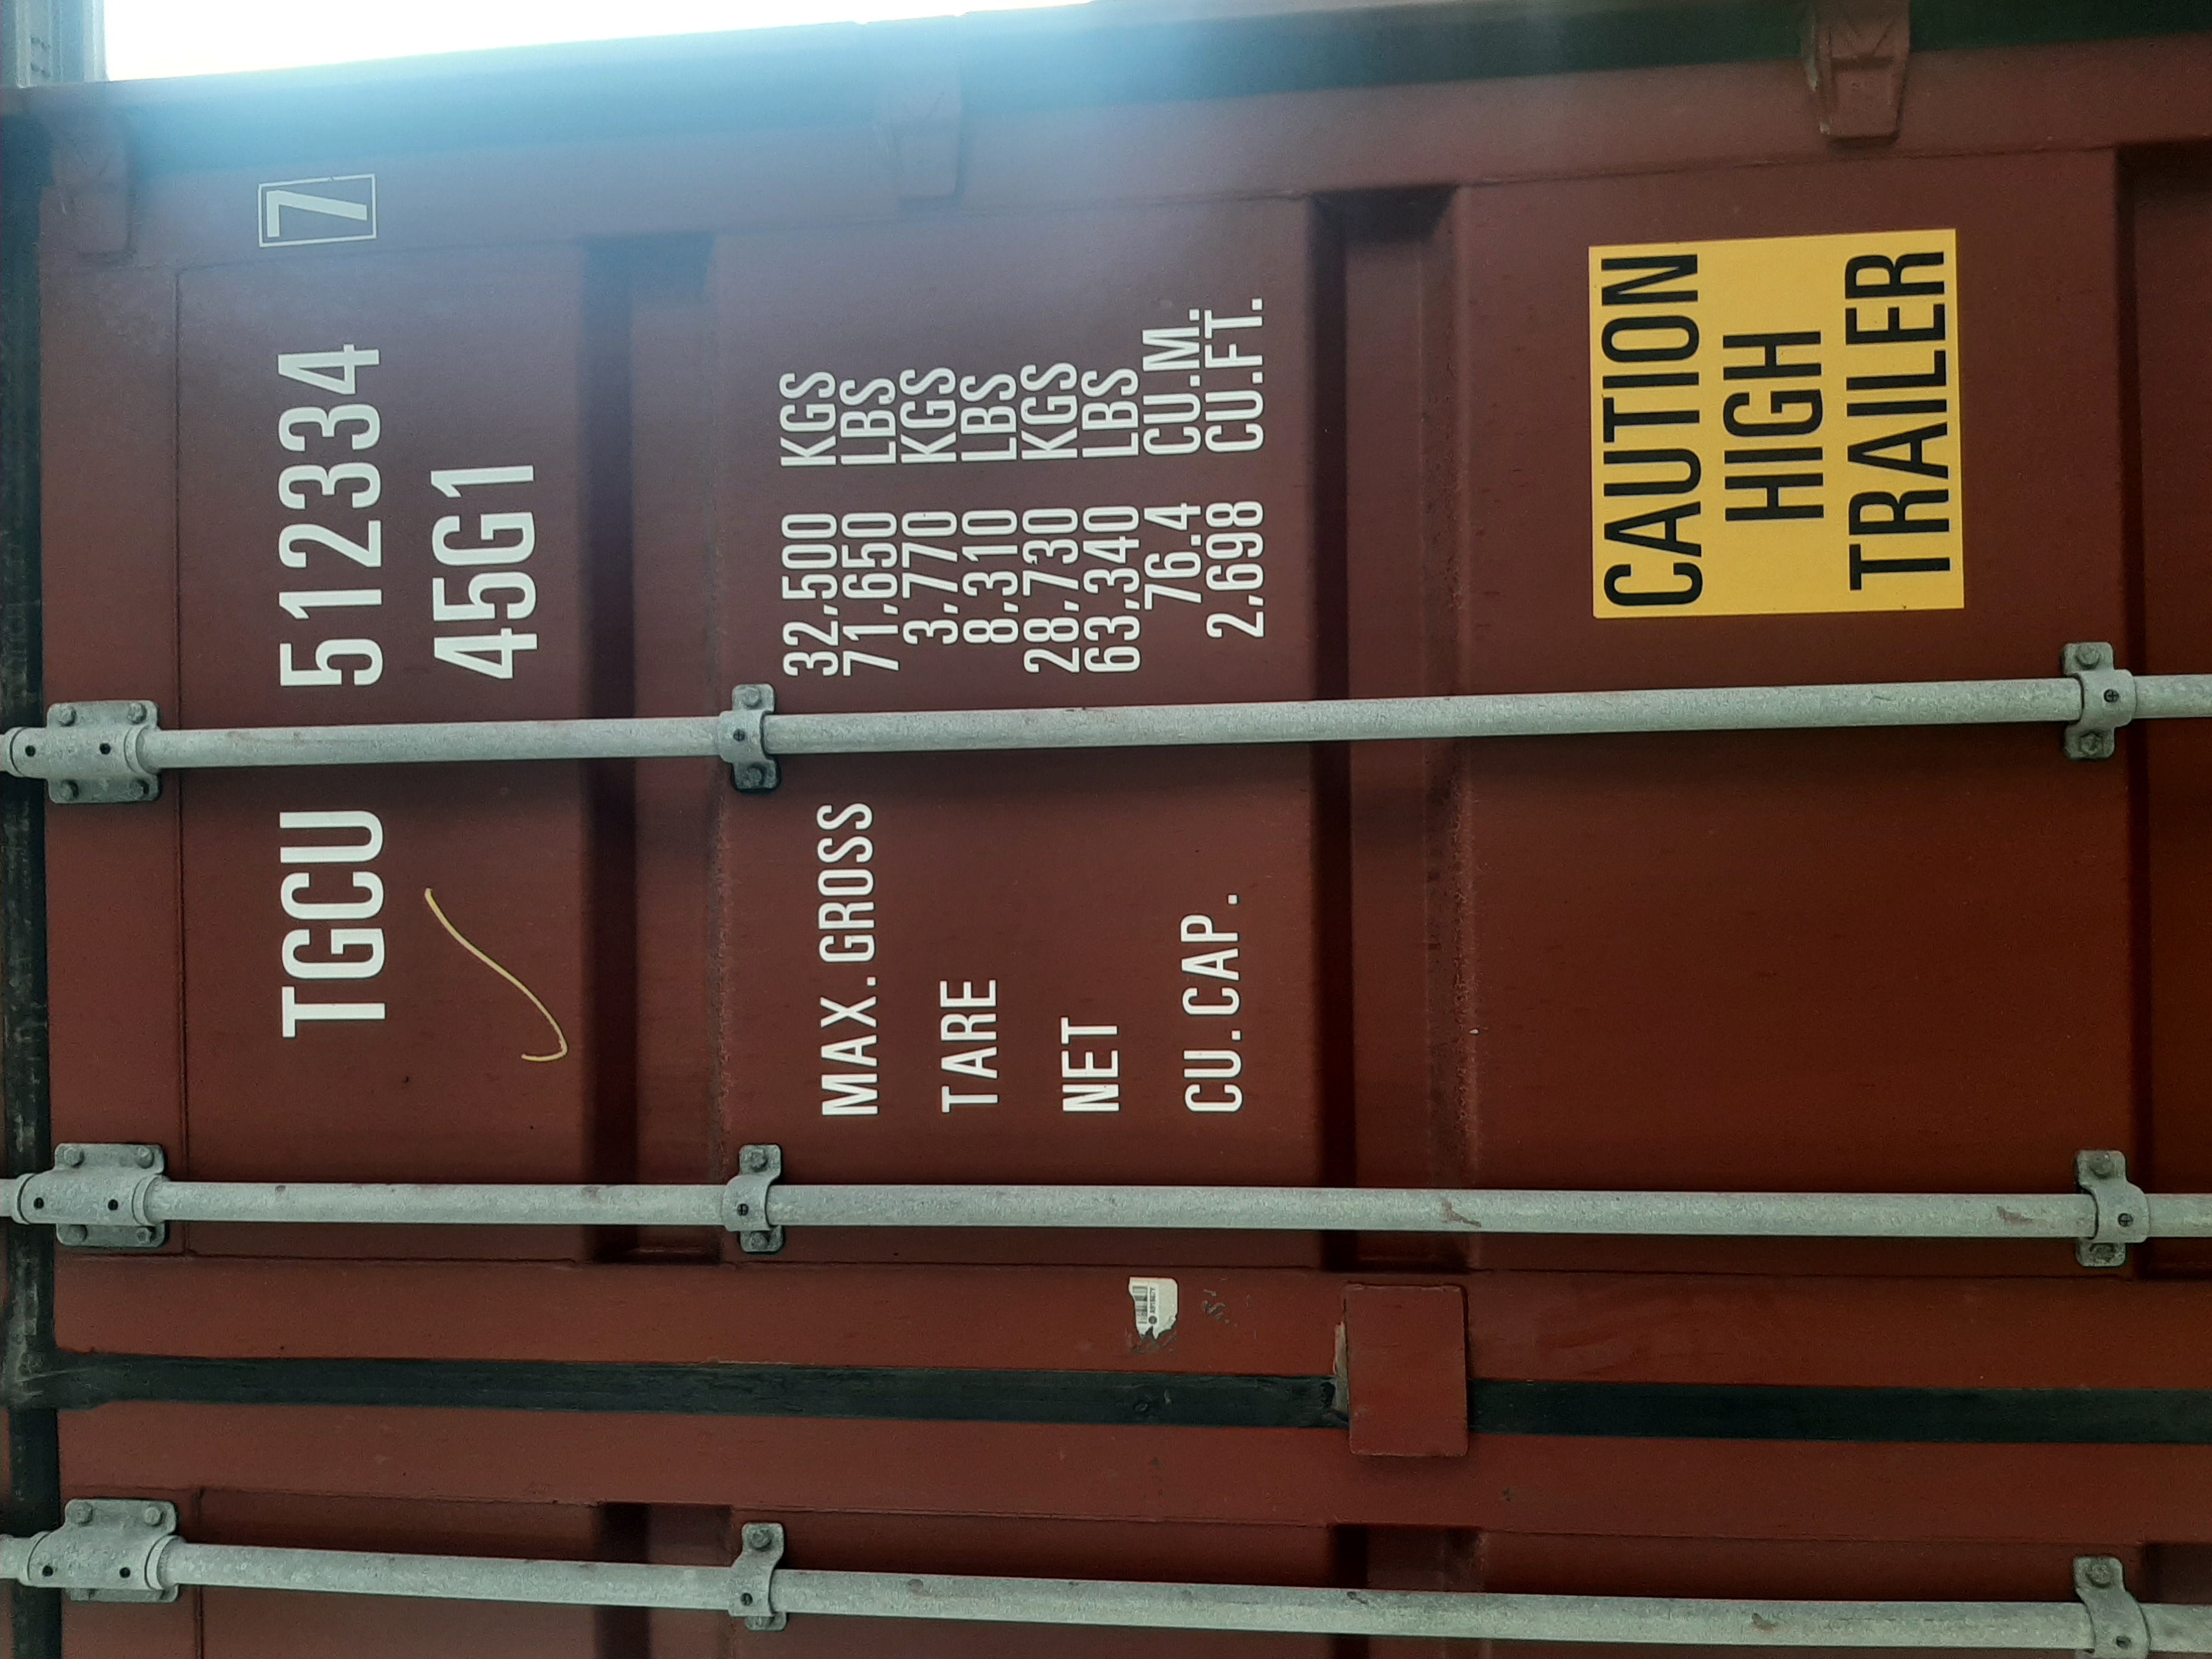 TGCU 512334 7
45G1
MAX.GROSS 32,500 KGS
71,650 LBS
TARE 3,770 KGS
8,310 LBS
NET 28,730 KGS
63,340 LBS
CU.CAP. 76.4 CU.M.
2,698 CU.FT.
CAUTION
HIGH
TRAILER